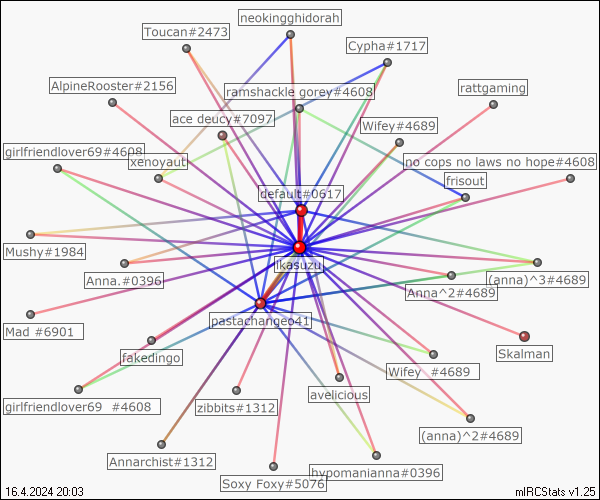 neokingghidorah
Toucan#2473
Cypha#1717
AlpineRooster#2156
ramshackle gorey#4608
rattgaming
ace deucy#7097
Wifey#4689
girlfriendlover69#4608
xenoyaut
no cops no laws no hope#4608
frisout
default#0617
Mushy#1984
Ikasuzu
Anna.#0396
Anna^2#4689
(anna)^3#4689
Mad #6901
pastachangeo41
fakedingo
Skalman
Wifey #4689
girlfriendlover69 #4608
zibbits#1312
avelicious
(anna)^2#4689
Annarchist#1312
Soxy Foxy#5076
hypomanianna#0396
16.4.2024 20:03
mIRCStats v1.25